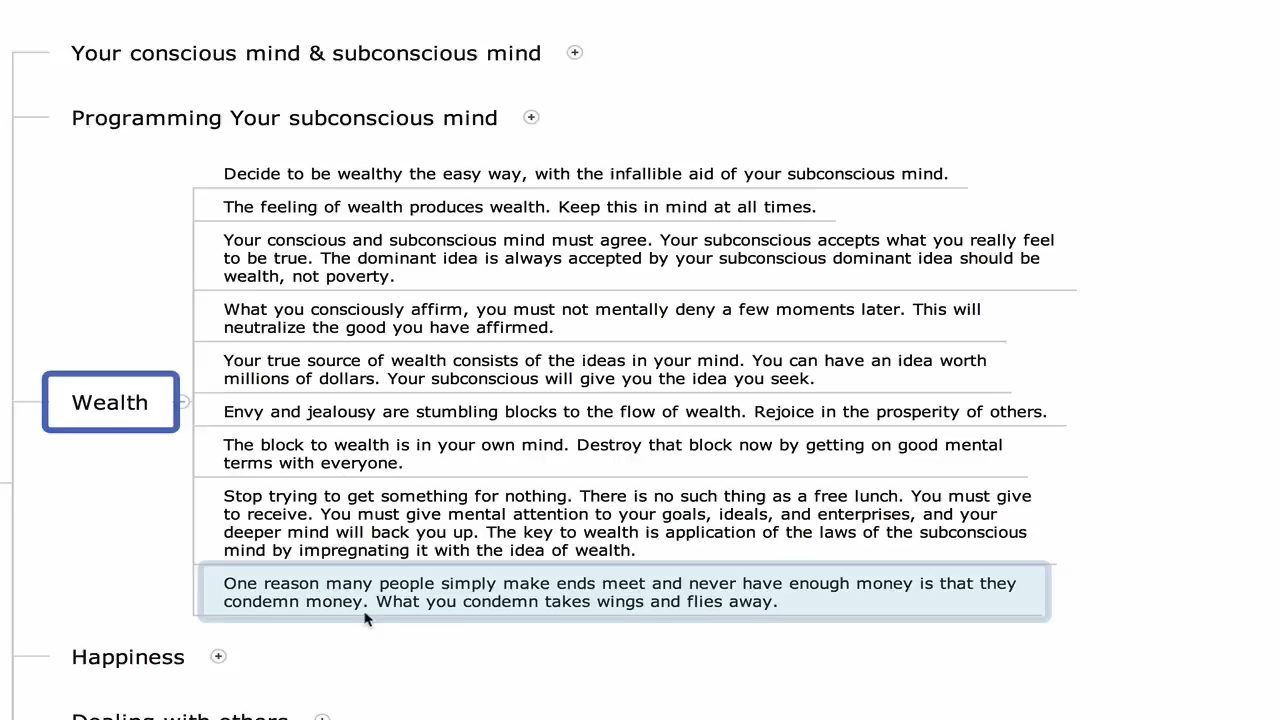 Your conscious mind & subconscious mind
Programming Your subconscious mind
Decide to be wealthy the easy way, with the infallible aid of your subconscious mind.
The feeling of wealth produces wealth. Keep this in mind at all times.
Your conscious and subconscious mind must agree. Your subconscious accepts what you really feel
to be true. The dominant idea is always accepted by your subconscious dominant idea should be
wealth, not poverty.
What you consciously affirm, you must not mentally deny a few moments later. This will
neutralize the good you have affirmed.
Your true source of wealth consists of the ideas in your mind. You can have an idea worth
millions of dollars. Your subconscious will give you the idea you seek.
Wealth
Envy and jealousy are stumbling blocks to the flow of wealth. Rejoice in the prosperity of others.
The block to wealth is in your own mind. Destroy that block now by getting on good mental
terms with everyone.
Stop trying to get something for nothing. There is no such thing as a free lunch. You must give
to receive. You must give mental attention to your goals, ideals, and enterprises, and your
deeper mind will back you up. The key to wealth is application of the laws of the subconscious
mind by impregnating it with the idea of wealth.
One reason many people simply make ends meet and never have enough money is that they
condemn money. What you condemn takes wings and flies away.
Happiness
Dealing with others